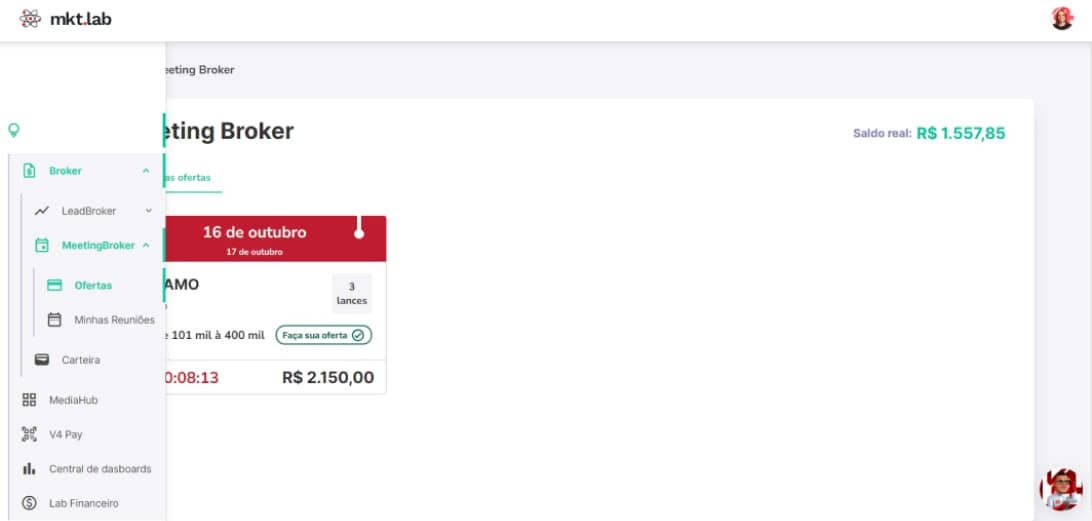 mkt.lab
eeting Broker
eting Broker
Saldo real: R$ 1.557,85
as ofertas
Broker
LeadBroker
MeetingBroker
Ofertas
Minhas Reuniões
Carteira
MediaHub
V4 Pay
Central de dasboards
Lab Financeiro
16 de outubro
17 de outubro
AMO
3
lances
101 mil à 400 mil
Faça sua oferta
0:08:13
R$ 2.150,00